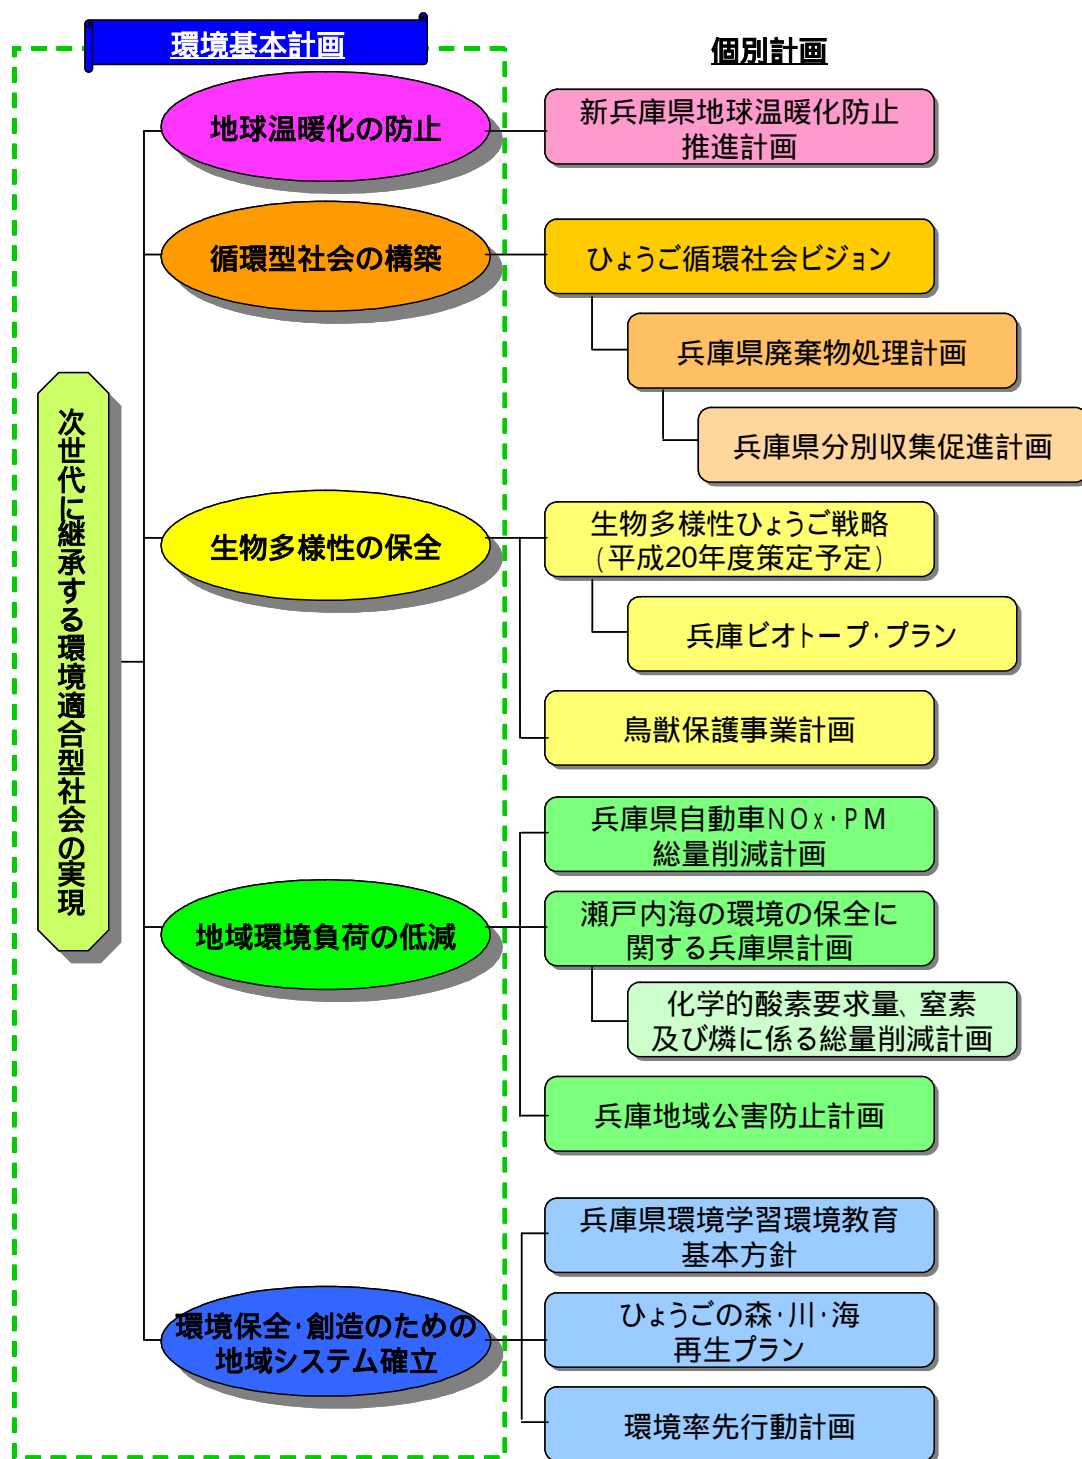 環境基本計画
個別計画
次世代に継承する環境適合型社会の実現
地球温暖化の防止
新兵庫県地球温暖化防止
推進計画
循環型社会の構築
ひょうご循環社会ビジョン
兵庫県廃棄物処理計画
兵庫県分別収集促進計画
生物多様性の保全
生物多様性ひょうご戦略
（平成20年度策定予定）
兵庫ビオトープ・プラン
鳥獣保護事業計画
地域環境負荷の低減
兵庫県自動車NOx・PM
総量削減計画
瀬戸内海の環境の保全に
関する兵庫県計画
化学的酸素要求量、窒素
及び燐に係る総量削減計画
兵庫地域公害防止計画
環境保全・創造のための
地域システム確立
兵庫県環境学習環境教育
基本方針
ひょうごの森・川・海
再生プラン
環境率先行動計画